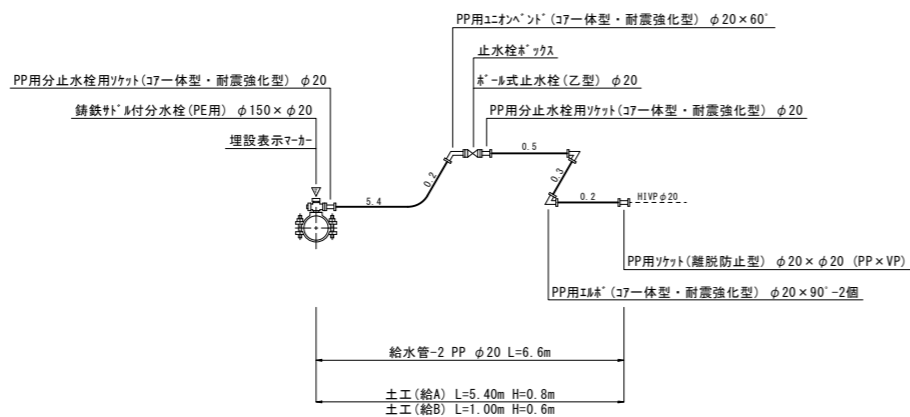 PP用ﾕﾆｵﾝﾍﾞﾝﾄﾞ(ｺｱ一体型・耐震強化型) φ20×60°
止水栓ﾎﾞｯｸｽ
PP用分止水栓用ｿｹｯﾄ(ｺｱ一体型・耐震強化型) φ20
ﾎﾞｰﾙ式止水栓(乙型) φ20
鋳鉄ｻﾄﾞﾙ付分水栓(PE用) φ150×φ20
PP用分止水栓用ｿｹｯﾄ(ｺｱ一体型・耐震強化型) φ20
埋設表示ﾏｰｶｰ
0.5
0.2
0.3
5.4
0.2
HIVPφ20
PP用ｿｹｯﾄ(離脱防止型) φ20×φ20 (PP×VP)
PP用ｴﾙﾎﾞ(ｺｱ一体型・耐震強化型) φ20×90°-2個
給水管-2 PP φ20 L=6.6m
土工(給A) L=5.40m H=0.8m
土工(給B) L=1.00m H=0.6m